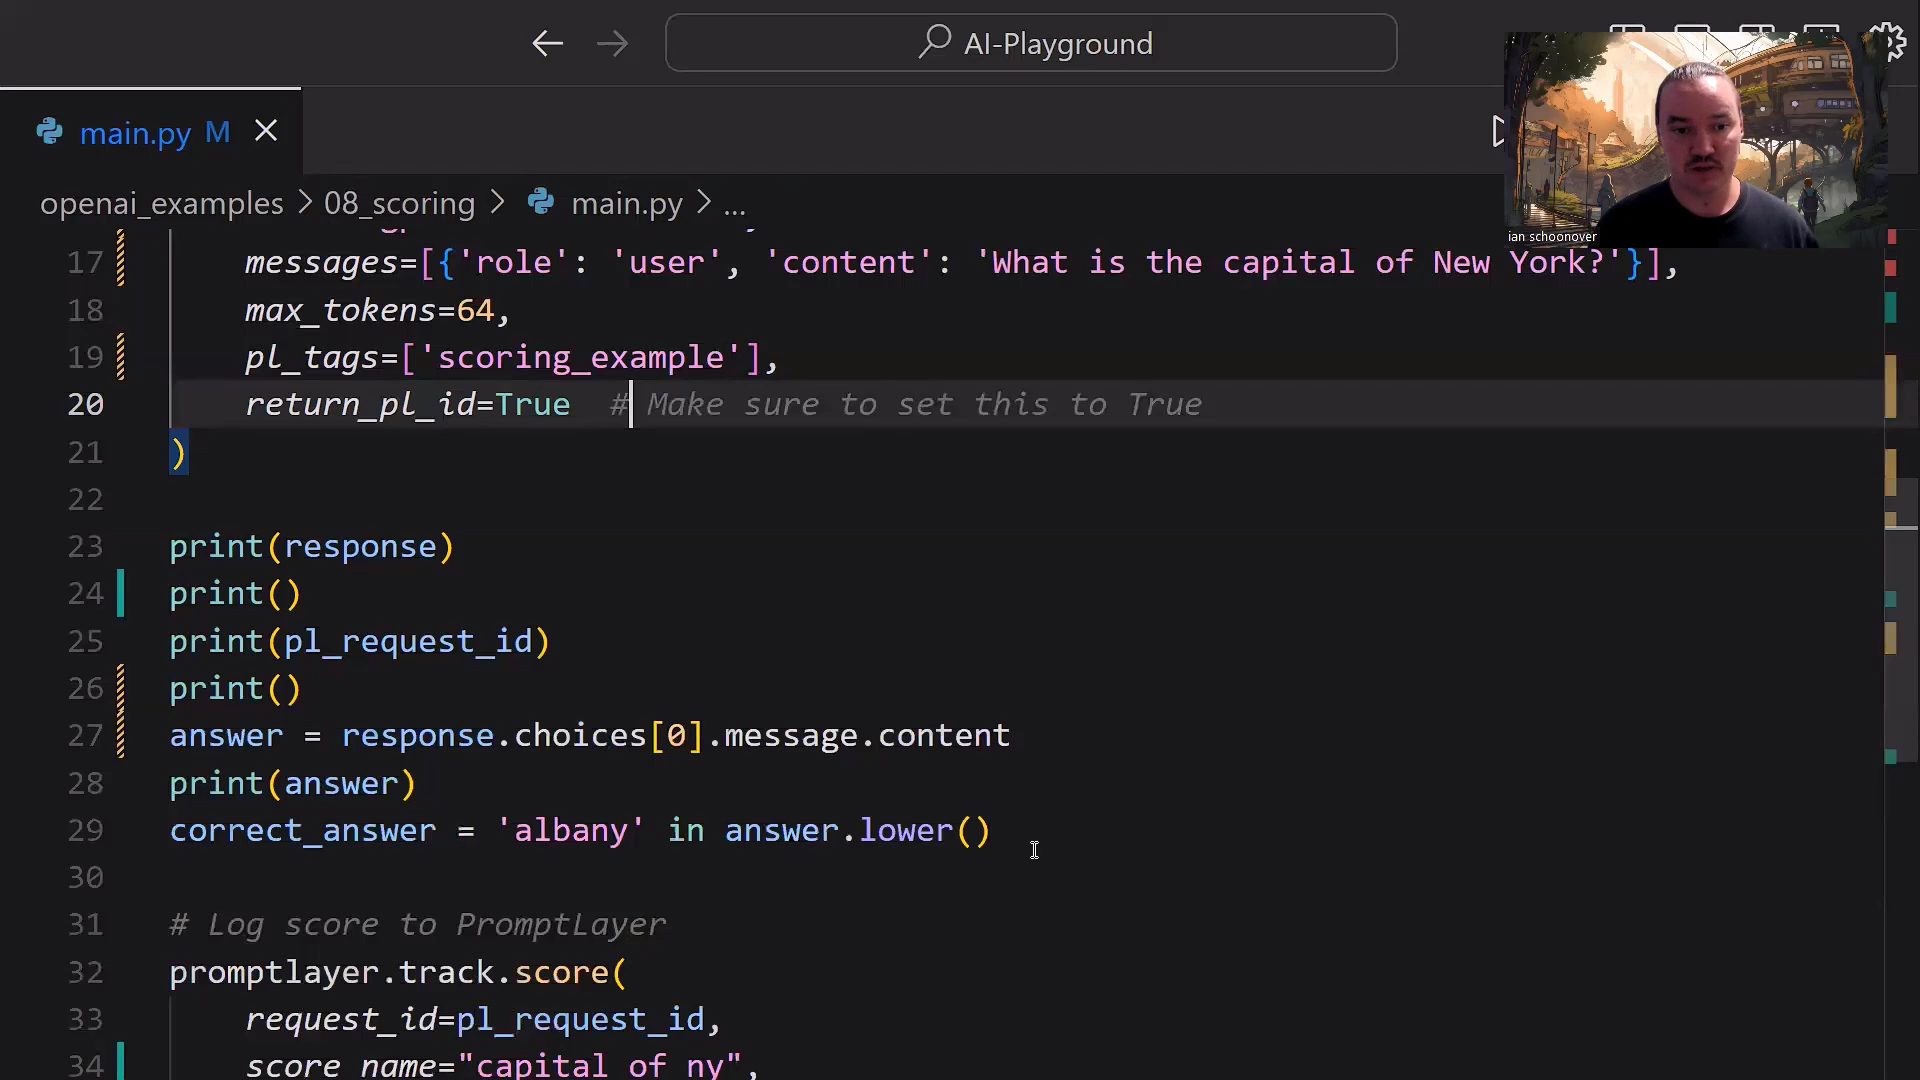 AI-Playground
main.py M
openai_examples > 08_scoring > main.py > ...
ian schoonover
17 messages=[{'role': 'user', 'content': 'What is the capital of New York?'}],
18 max_tokens=64,
19 pl_tags=['scoring_example'],
20 return_pl_id=True  # Make sure to set this to True
21 )
22
23 print(response)
24 print()
25 print(pl_request_id)
26 print()
27 answer = response.choices[0].message.content
28 print(answer)
29 correct_answer = 'albany' in answer.lower()
30
31 # Log score to PromptLayer
32 promptlayer.track.score(
33 request_id=pl_request_id,
34 score_name="capital_of_ny",